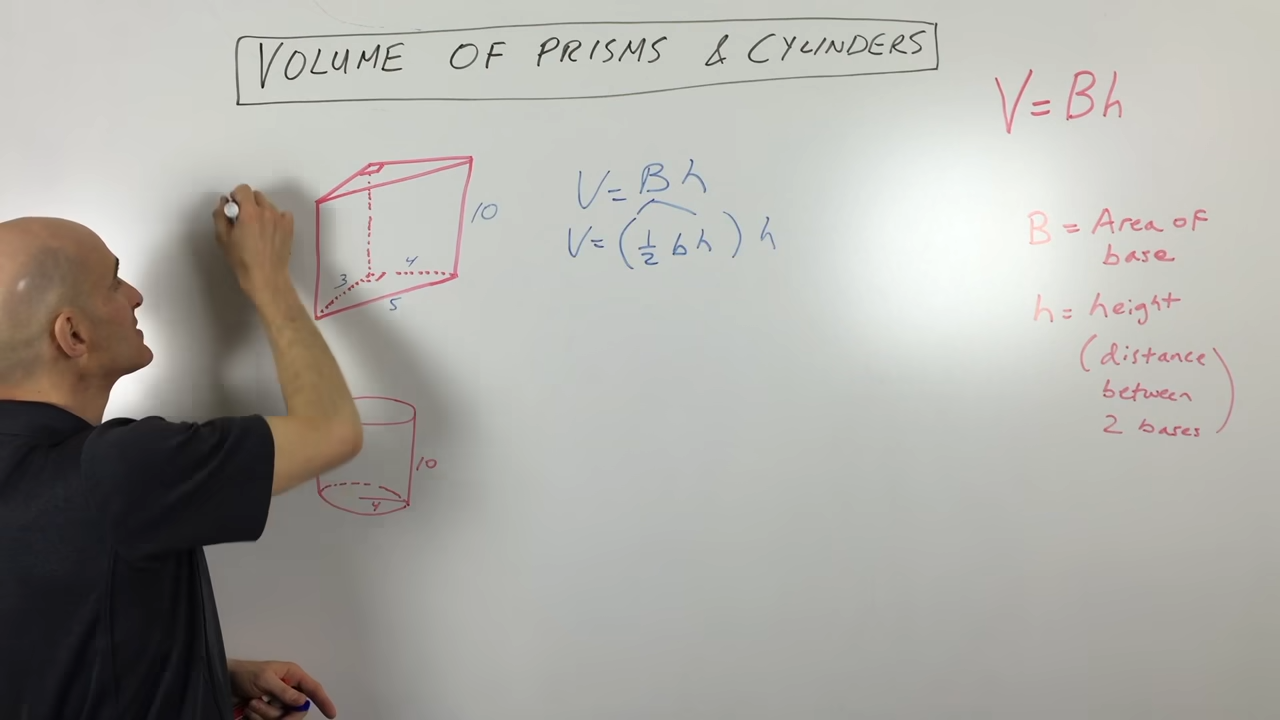 VOLUME OF PRISMS & CYLINDERS
V = Bh
V = Bh
V = (1/2 bh) h
10
3
4
5
B = Area of
base
h = height
(distance
between
2 bases)
10
4